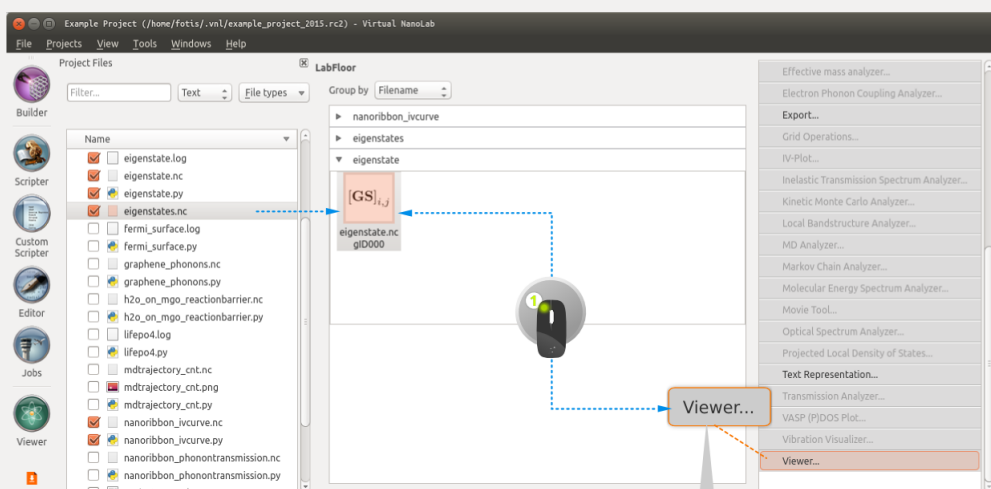 Example Project (/home/fotis/.vnl/example_project_2015.rc2) - Virtual NanoLab
File Projects View Tools Windows Help
Project Files
Filter...
Text
File types
Builder
Scripter
Custom
Scripter
Editor
Jobs
Viewer
Name
eigenstate.log
eigenstate.nc
eigenstate.py
eigenstates.nc
fermi_surface.log
fermi_surface.py
graphene_phonons.nc
graphene_phonons.py
h2o_on_mgo_reactionbarrier.nc
h2o_on_mgo_reactionbarrier.py
lifepo4.log
lifepo4.py
mdtrajectory_cnt.nc
mdtrajectory_cnt.png
mdtrajectory_cnt.py
nanoribbon_ivcurve.nc
nanoribbon_ivcurve.py
nanoribbon_phonontransmission.nc
nanoribbon_phonontransmission.py
LabFloor
Group by Filename
nanoribbon_ivcurve
eigenstates
eigenstate
[GS]i,j
eigenstate.nc
gID000
1
Viewer...
Effective mass analyzer...
Electron Phonon Coupling Analyzer...
Export...
Grid Operations...
IV-Plot...
Inelastic Transmission Spectrum Analyzer...
Kinetic Monte Carlo Analyzer...
Local Bandstructure Analyzer...
MD Analyzer...
Markov Chain Analyzer...
Molecular Energy Spectrum Analyzer...
Movie Tool...
Optical Spectrum Analyzer...
Projected Local Density of States...
Text Representation...
Transmission Analyzer...
VASP (P)DOS Plot...
Vibration Visualizer...
Viewer...